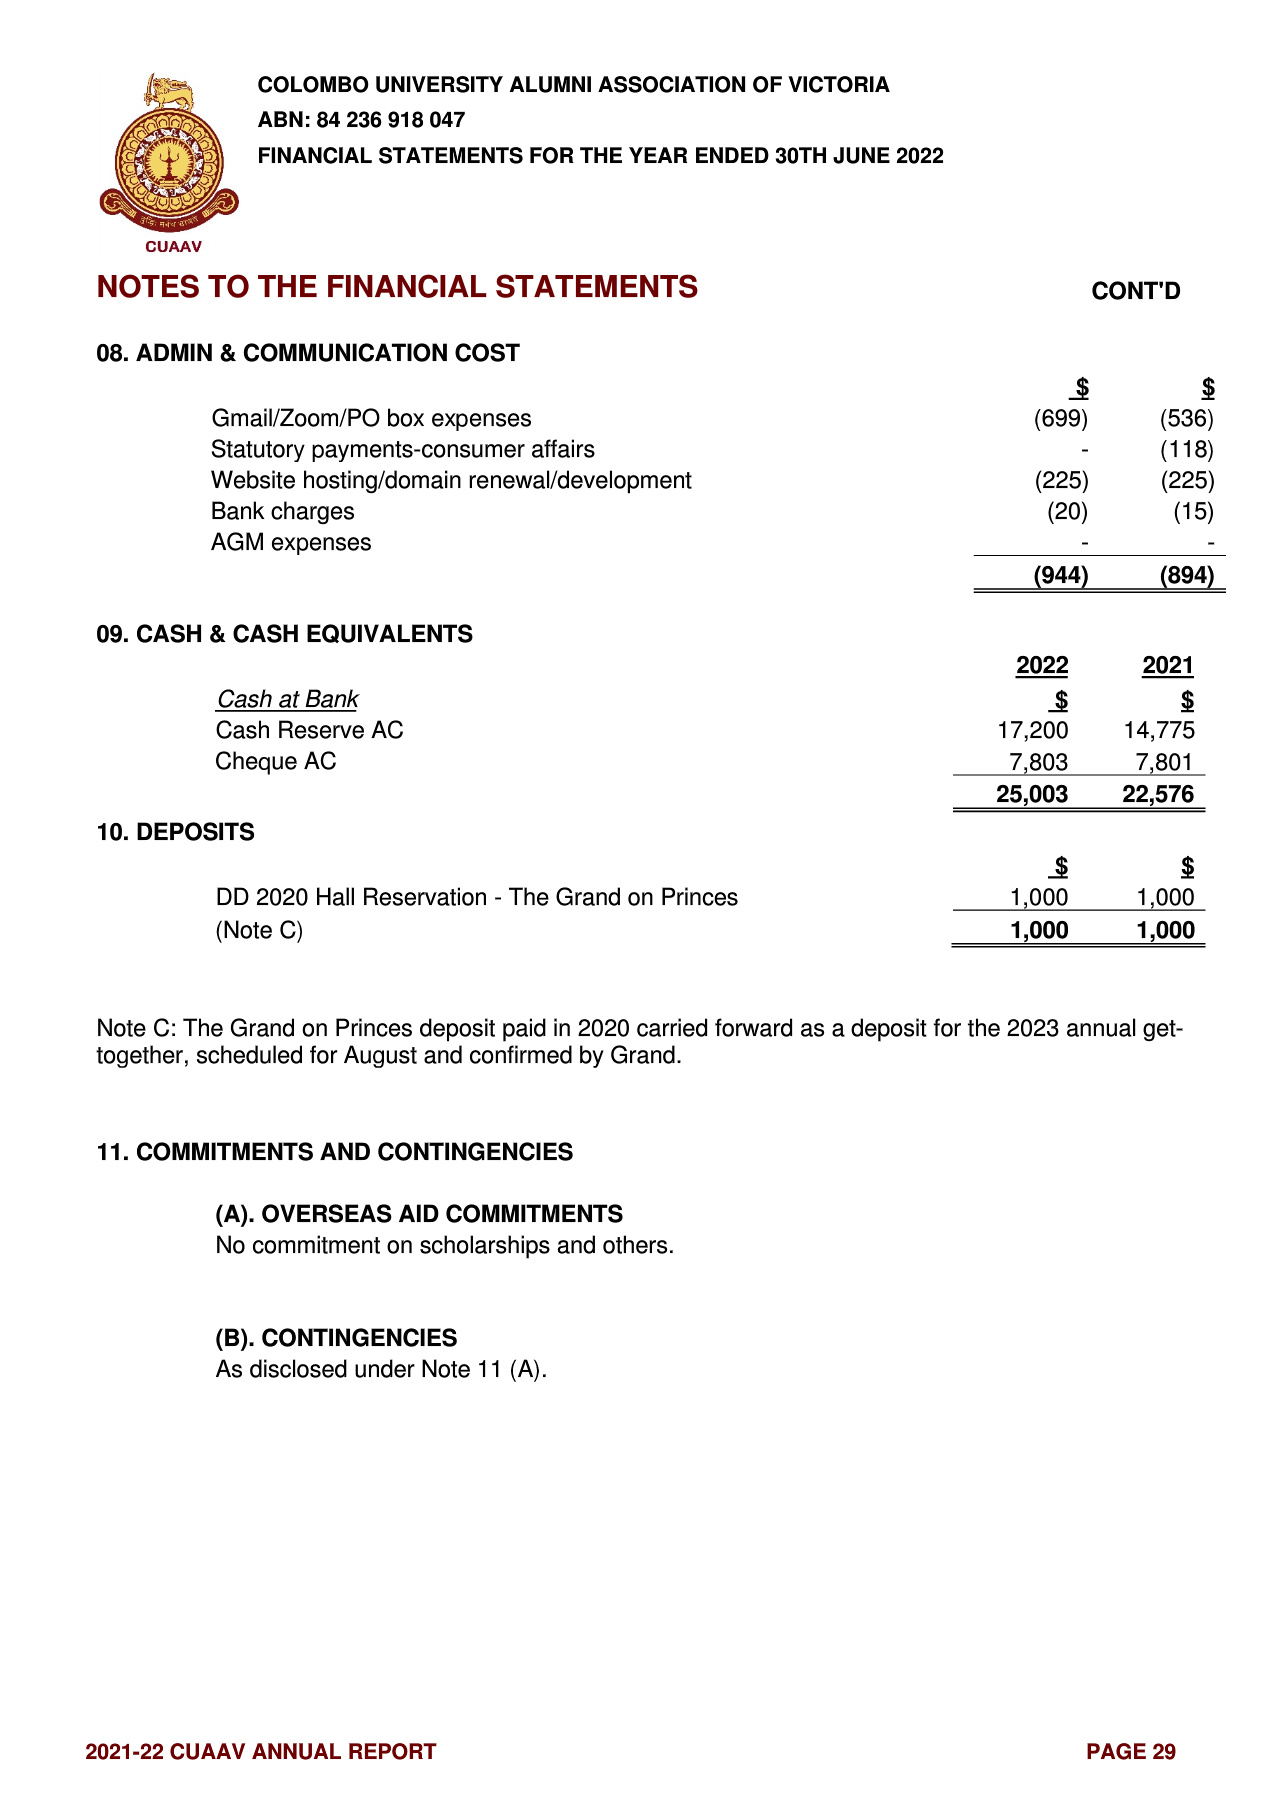 COLOMBO UNIVERSITY ALUMNI ASSOCIATION OF VICTORIA
ABN: 84 236 918 047
FINANCIAL STATEMENTS FOR THE YEAR ENDED 30TH JUNE 2022
CUAAV
NOTES TO THE FINANCIAL STATEMENTS CONT'D
08. ADMIN & COMMUNICATION COST
$ $
Gmail/Zoom/PO box expenses (699) (536)
Statutory payments-consumer affairs - (118)
Website hosting/domain renewal/development (225) (225)
Bank charges (20) (15)
AGM expenses - -
(944) (894)
09. CASH & CASH EQUIVALENTS
2022 2021
Cash at Bank $ $
Cash Reserve AC 17,200 14,775
Cheque AC 7,803 7,801
25,003 22,576
10. DEPOSITS
$ $
DD 2020 Hall Reservation - The Grand on Princes 1,000 1,000
(Note C) 1,000 1,000
Note C: The Grand on Princes deposit paid in 2020 carried forward as a deposit for the 2023 annual get-
together, scheduled for August and confirmed by Grand.
11. COMMITMENTS AND CONTINGENCIES
(A). OVERSEAS AID COMMITMENTS
No commitment on scholarships and others.
(B). CONTINGENCIES
As disclosed under Note 11 (A).
2021-22 CUAAV ANNUAL REPORT PAGE 29